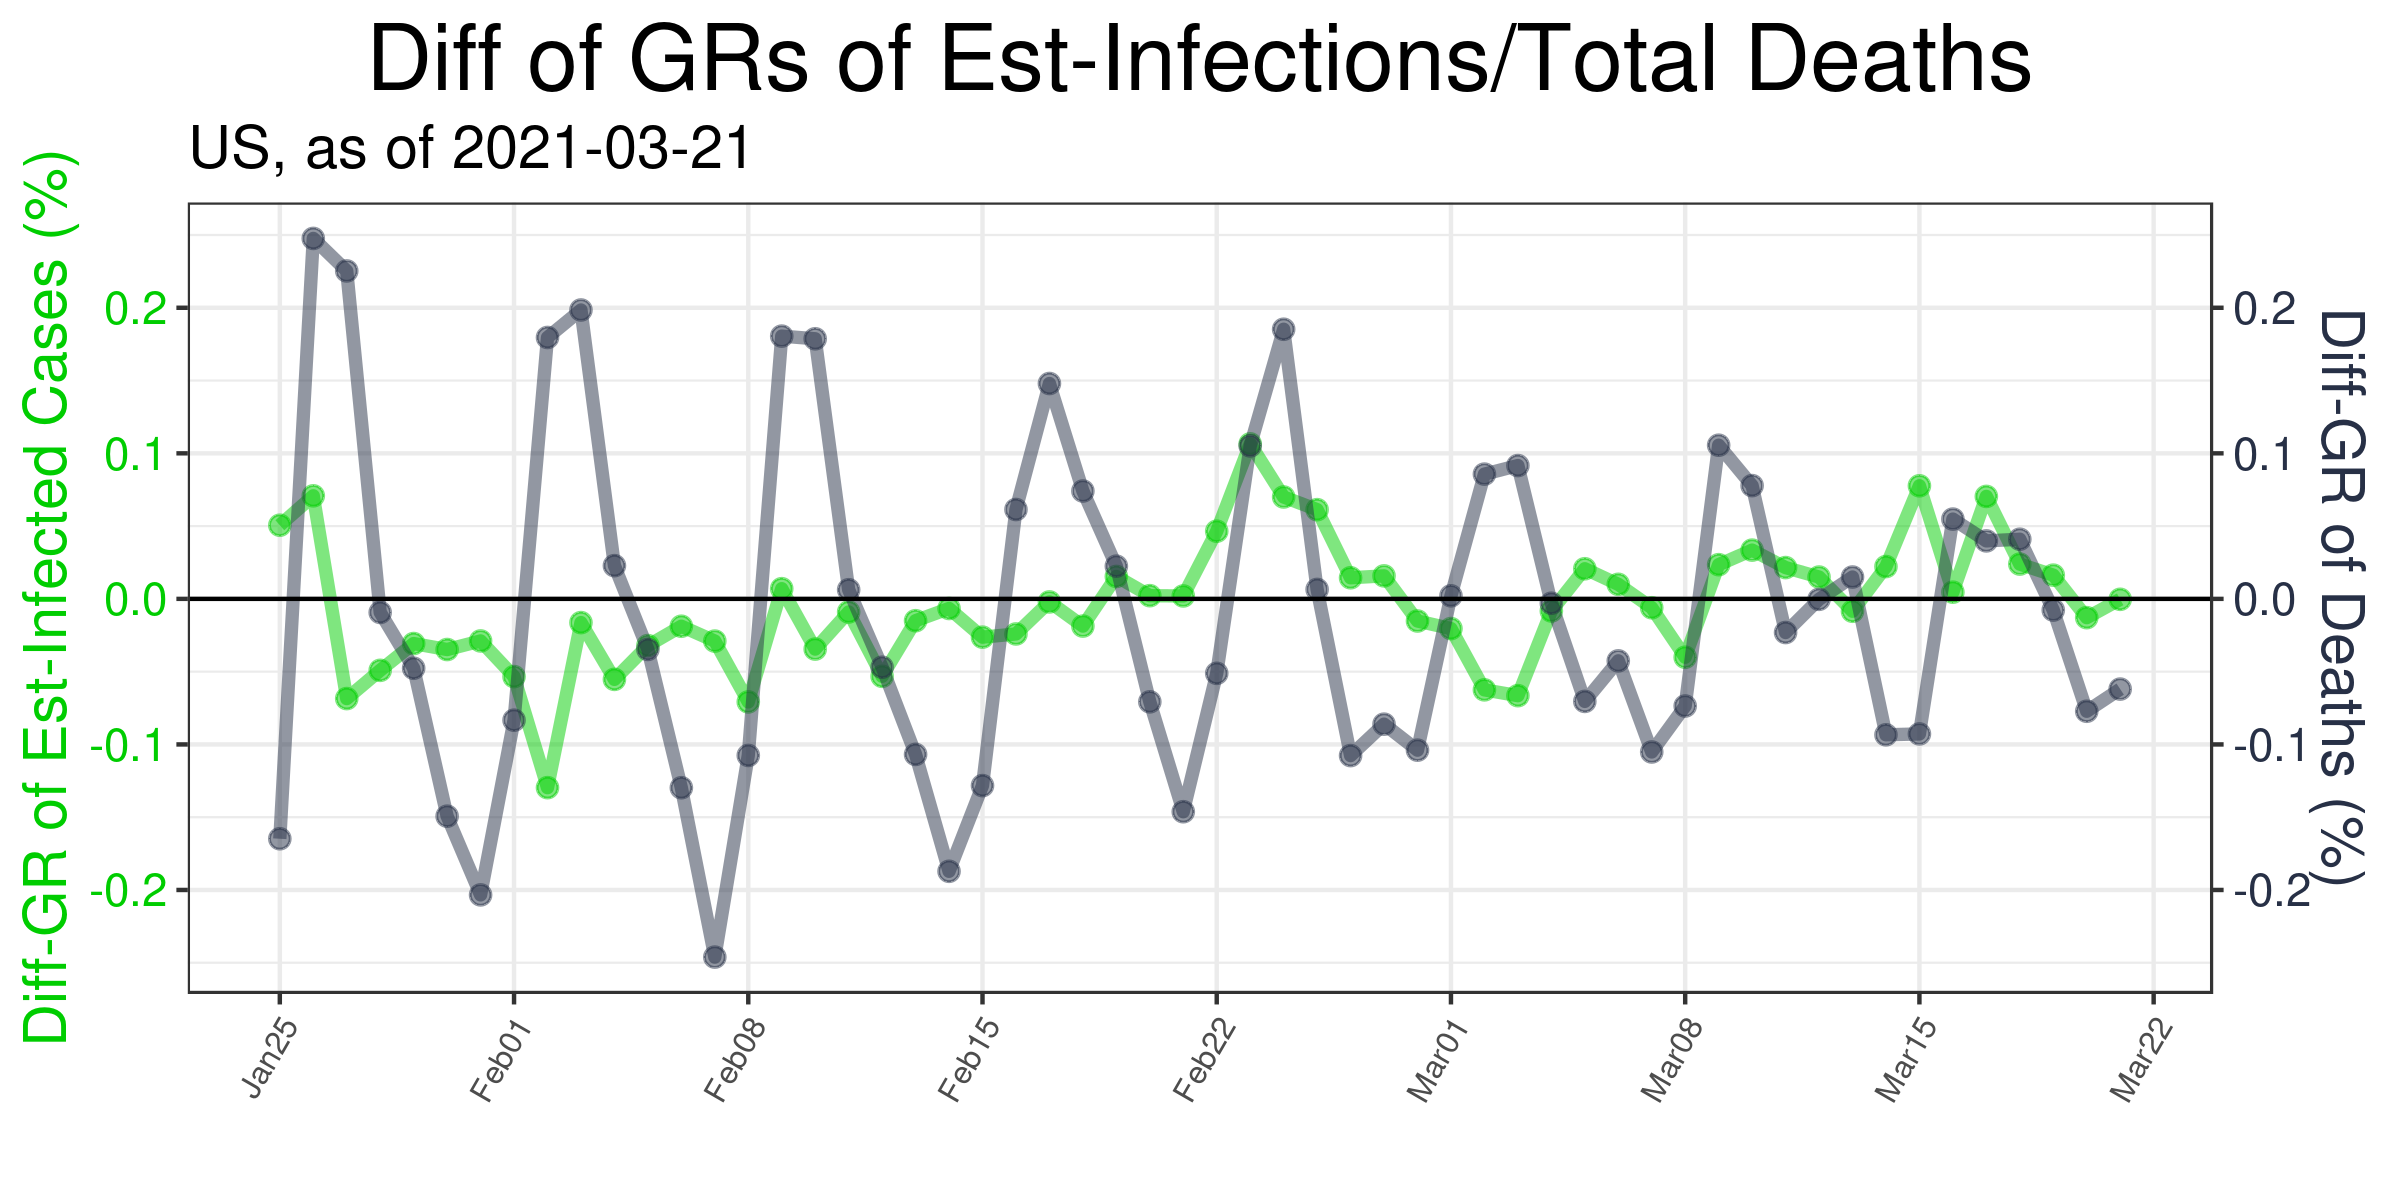 Diff of GRs of Est-Infections/Total Deaths
US, as of 2021-03-21
Diff-GR of Est-Infected Cases (%)
0.2
0.1
0.0
-0.1
-0.2
0.2
0.1
0.0
-0.1
-0.2
Diff-GR of Deaths (%)
Jan25
Feb01
Feb08
Feb15
Feb22
Mar01
Mar08
Mar15
Mar22